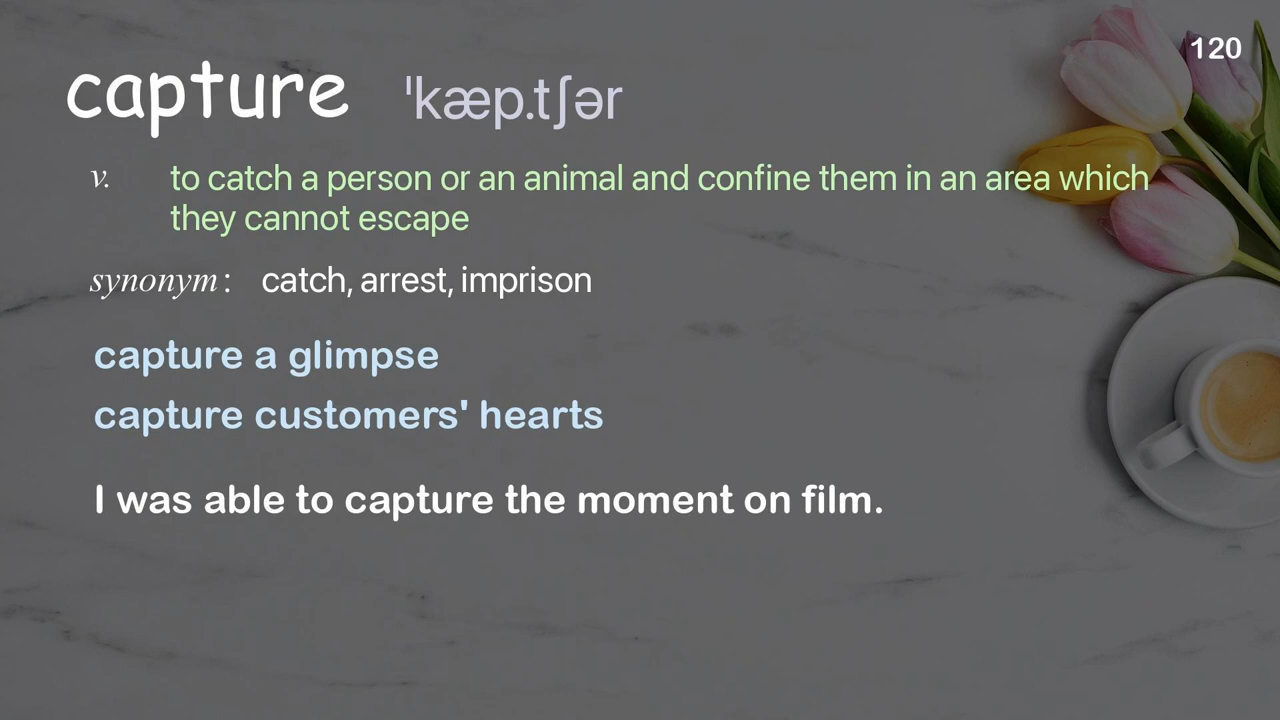 120
capture ˈkæp.tʃər
v. to catch a person or an animal and confine them in an area which
they cannot escape
synonym: catch, arrest, imprison
capture a glimpse
capture customers' hearts
I was able to capture the moment on film.